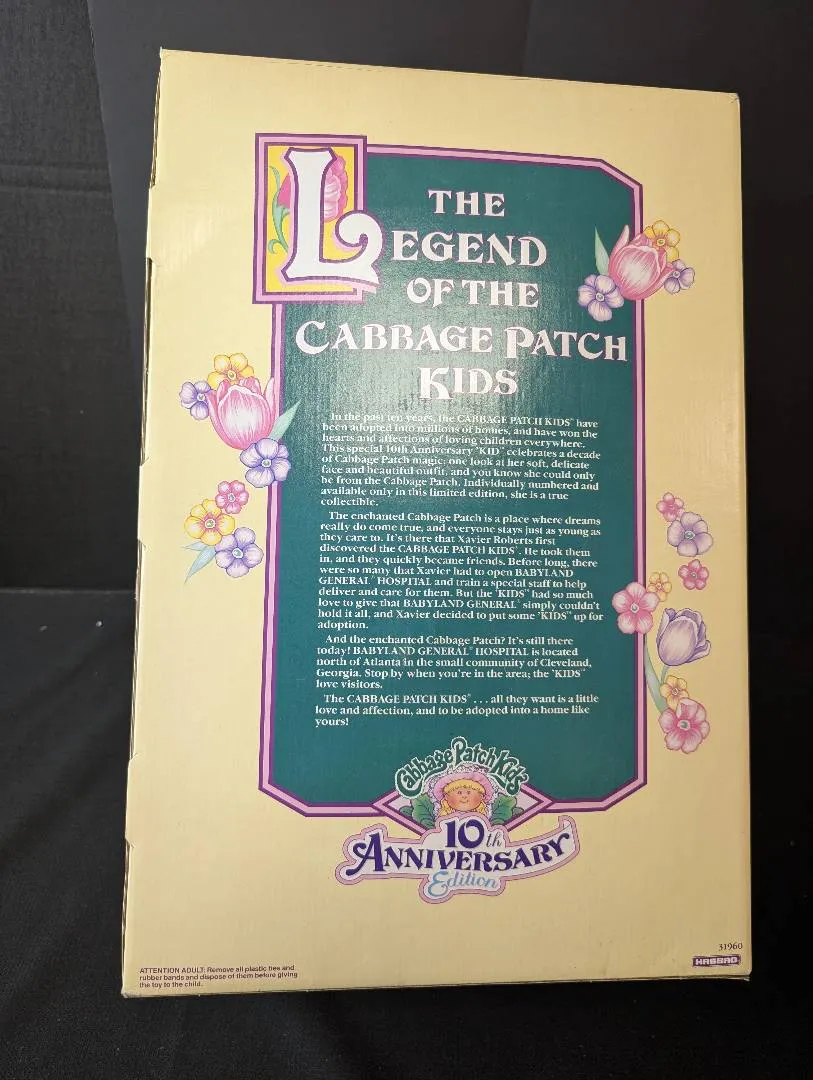 THE
LEGEND
OF THE
CABBAGE PATCH
KIDS
In the past ten years, the CABBAGE PATCH KIDS® have
been adopted into millions of homes, and have won the
hearts and affections of loving children everywhere.
This special 10th Anniversary 'KID'™ celebrates a decade
of Cabbage Patch magic; one look at her soft, delicate
face and beautiful outfit, and you know she could only
be from the Cabbage Patch. Individually numbered and
available only in this limited edition, she is a true
collectible.
The enchanted Cabbage Patch is a place where dreams
really do come true, and everyone stays just as young as
they care to. It's there that Xavier Roberts first
discovered the CABBAGE PATCH KIDS®. He took them
in, and they quickly became friends. Before long, there
were so many that Xavier had to open BABYLAND
GENERAL® HOSPITAL and train a special staff to help
deliver and care for them. But the 'KIDS'™ had so much
love to give that BABYLAND GENERAL® simply couldn't
hold it all, and Xavier decided to put some 'KIDS'™ up for
adoption.
And the enchanted Cabbage Patch? It's still there
today! BABYLAND GENERAL® HOSPITAL is located
north of Atlanta in the small community of Cleveland,
Georgia. Stop by when you're in the area; the 'KIDS'™
love visitors.
The CABBAGE PATCH KIDS® . . . all they want is a little
love and affection, and to be adopted into a home like
yours!
Cabbage Patch Kids®
10th
ANNIVERSARY
Edition
31960
HASBRO
ATTENTION ADULT: Remove all plastic ties and
rubber bands and dispose of them before giving
the toy to the child.